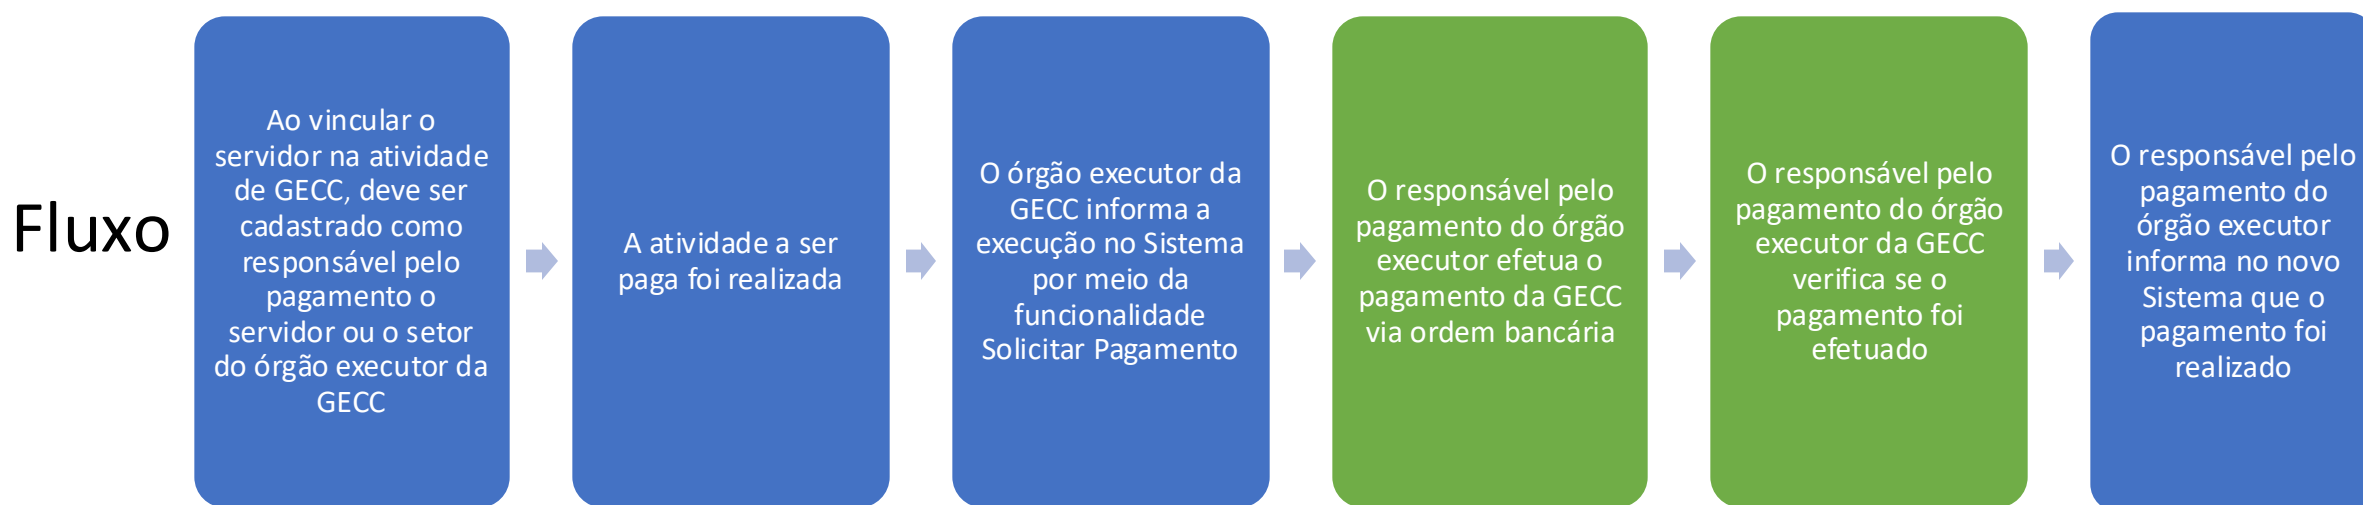 Fluxo
Ao vincular o
servidor na atividade
de GECC, deve ser
cadastrado como
responsável pelo
pagamento o
servidor ou o setor
do órgão executor da
GECC
A atividade a ser
paga foi realizada
O órgão executor da
GECC informa a
execução no Sistema
por meio da
funcionalidade
Solicitar Pagamento
O responsável pelo
pagamento do órgão
executor efetua o
pagamento da GECC
via ordem bancária
O responsável pelo
pagamento do órgão
executor da GECC
verifica se o
pagamento foi
efetuado
O responsável pelo
pagamento do
órgão executor
informa no novo
Sistema que o
pagamento foi
realizado